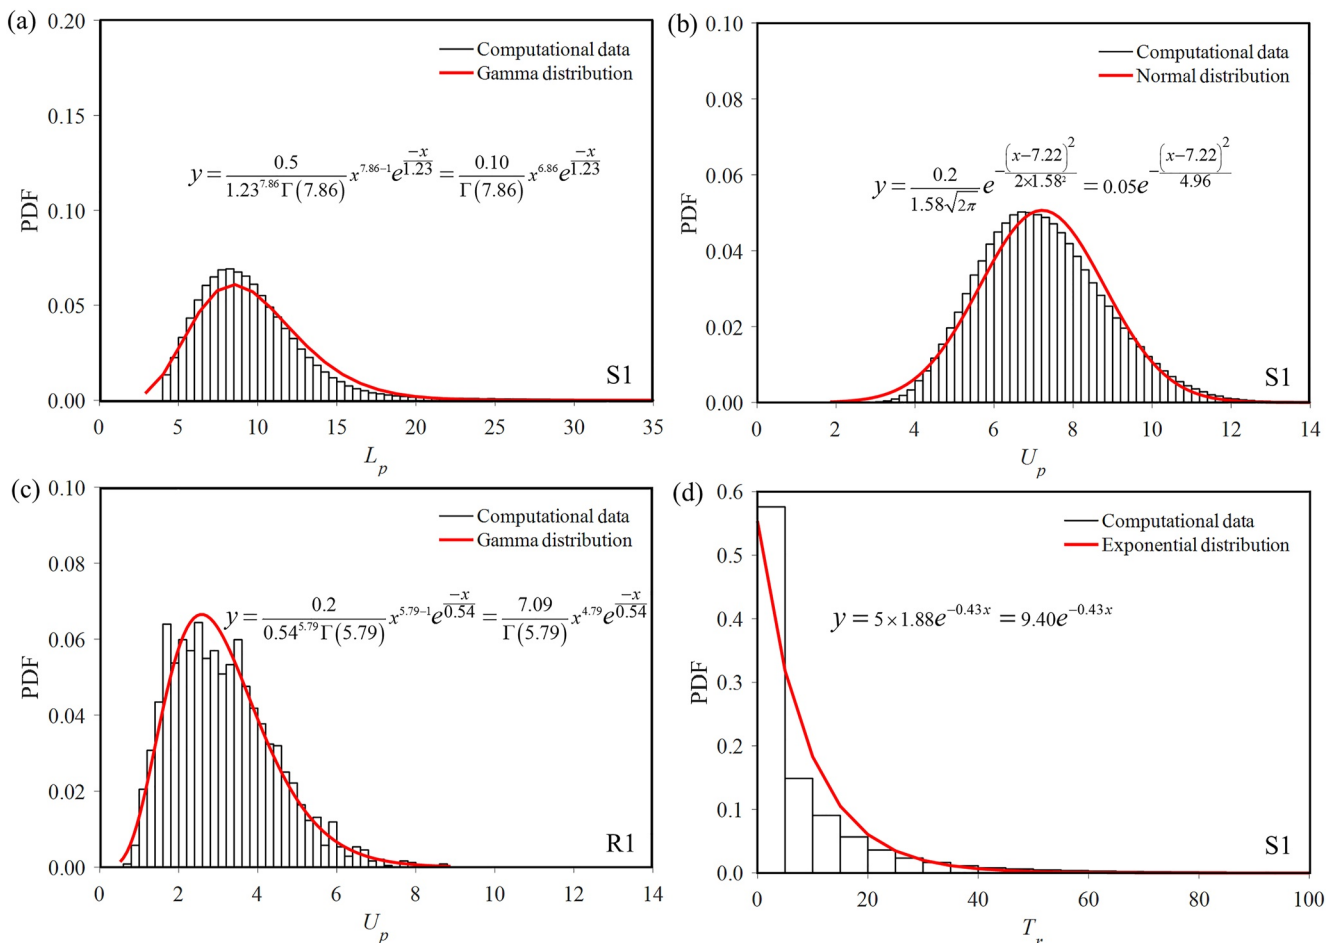 (a)
0.20
0.15
0.10
0.05
0.00
PDF
Computational data
Gamma distribution
y = 0.5 / (1.23^7.86 Γ(7.86)) x^(7.86−1) e^(−x/1.23) = 0.10 / Γ(7.86) x^6.86 e^(−x/1.23)
S1
0 5 10 15 20 25 30 35
L_p
(b)
0.10
0.08
0.06
0.04
0.02
0.00
PDF
Computational data
Normal distribution
y = 0.2 / (1.58√2π) e^(−(x−7.22)^2 / (2×1.58^2)) = 0.05e^(−(x−7.22)^2 / 4.96)
S1
0 2 4 6 8 10 12 14
U_p
(c)
0.10
0.08
0.06
0.04
0.02
0.00
PDF
Computational data
Gamma distribution
y = 0.2 / (0.54^5.79 Γ(5.79)) x^(5.79−1) e^(−x/0.54) = 7.09 / Γ(5.79) x^4.79 e^(−x/0.54)
R1
0 2 4 6 8 10 12 14
U_p
(d)
0.6
0.5
0.4
0.3
0.2
0.1
0.0
PDF
Computational data
Exponential distribution
y = 5×1.88e^(−0.43x) = 9.40e^(−0.43x)
S1
0 20 40 60 80 100
T_r